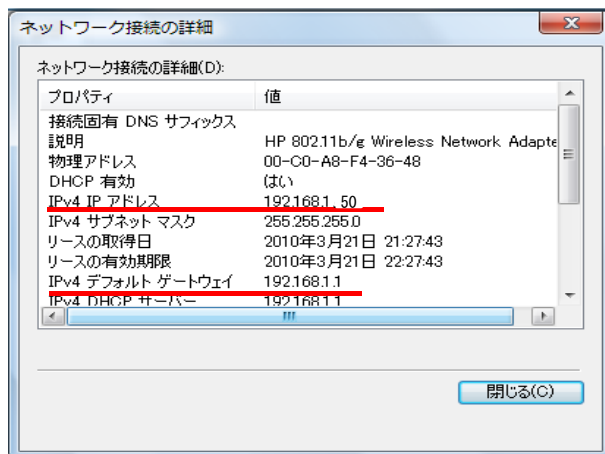 ネットワーク接続の詳細
ネットワーク接続の詳細(D):
プロパティ 値
接続固有 DNS サフィックス
説明 HP 802.11b/g Wireless Network Adapte
物理アドレス 00-C0-A8-F4-36-48
DHCP 有効 はい
IPv4 IP アドレス 192.168.1. 50
IPv4 サブネット マスク 255.255.255.0
リースの取得日 2010年3月21日 21:27:43
リースの有効期限 2010年3月21日 22:27:43
IPv4 デフォルト ゲートウェイ 192.168.1.1
IPv4 DHCP サーバー 192.168.1.1
閉じる(C)